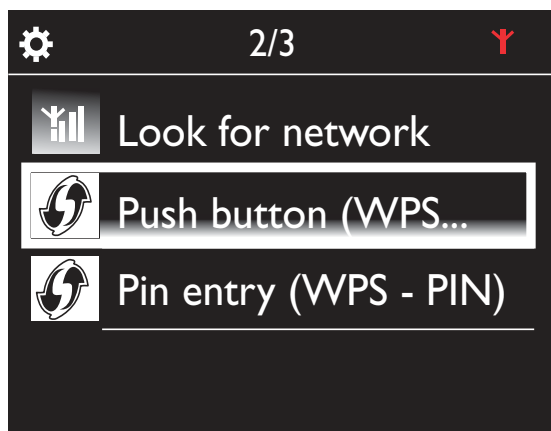 2/3
Look for network
Push button (WPS...
Pin entry (WPS - PIN)